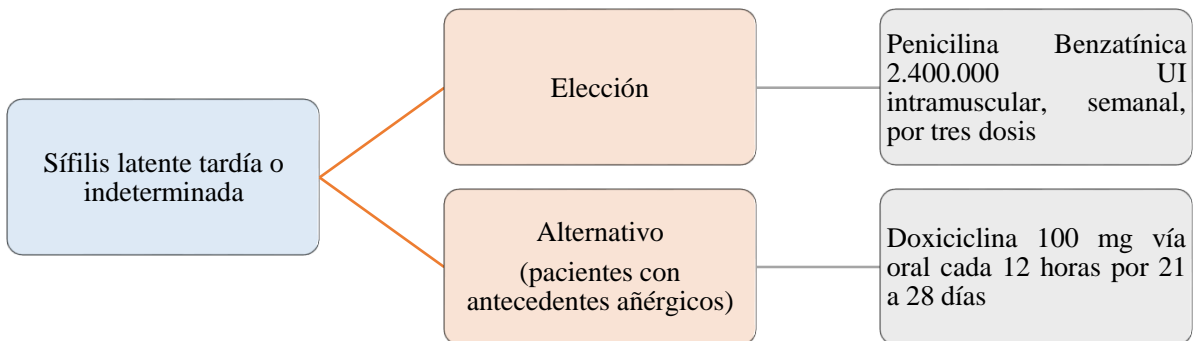 Sífilis latente tardía o
indeterminada
Elección
Penicilina Benzatínica
2.400.000 UI
intramuscular, semanal,
por tres dosis
Alternativo
(pacientes con
antecedentes añérgicos)
Doxiciclina 100 mg vía
oral cada 12 horas por 21
a 28 días